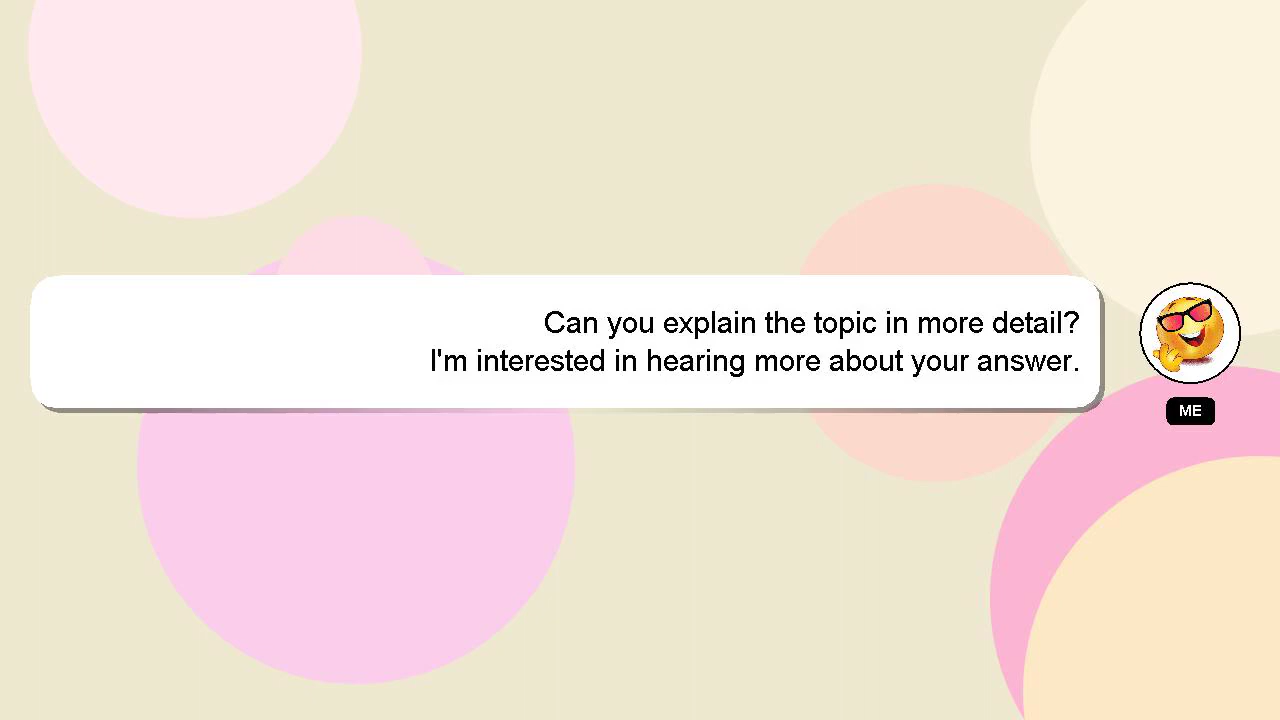 Can you explain the topic in more detail?
I'm interested in hearing more about your answer.
ME